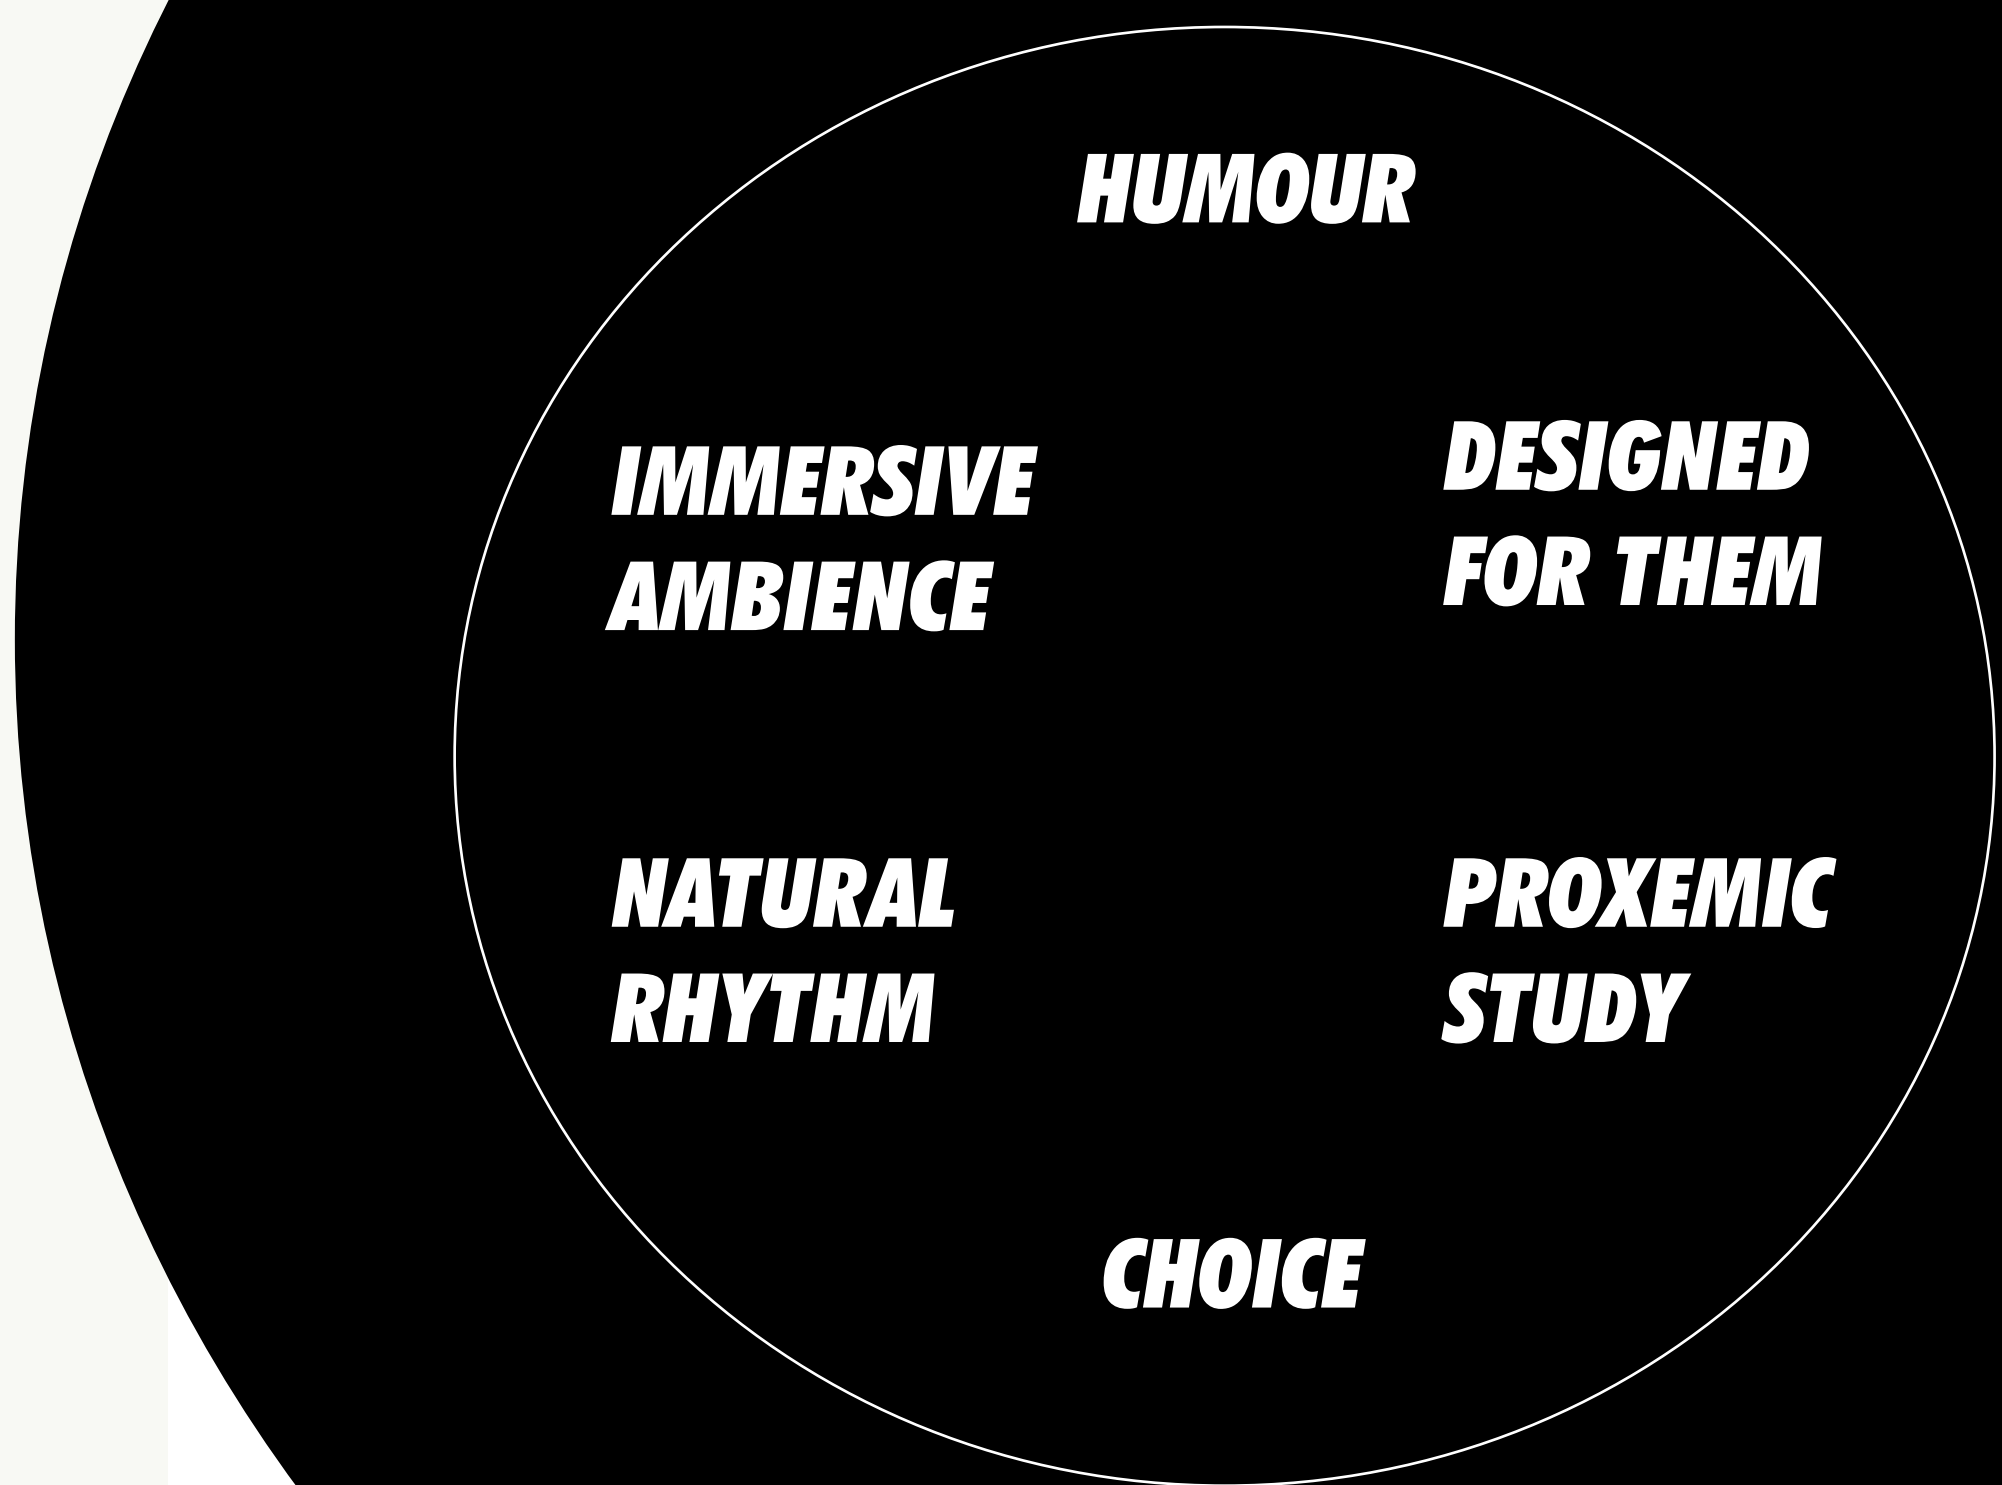 HUMOUR
IMMERSIVE
AMBIENCE
DESIGNED
FOR THEM
NATURAL
RHYTHM
PROXEMIC
STUDY
CHOICE